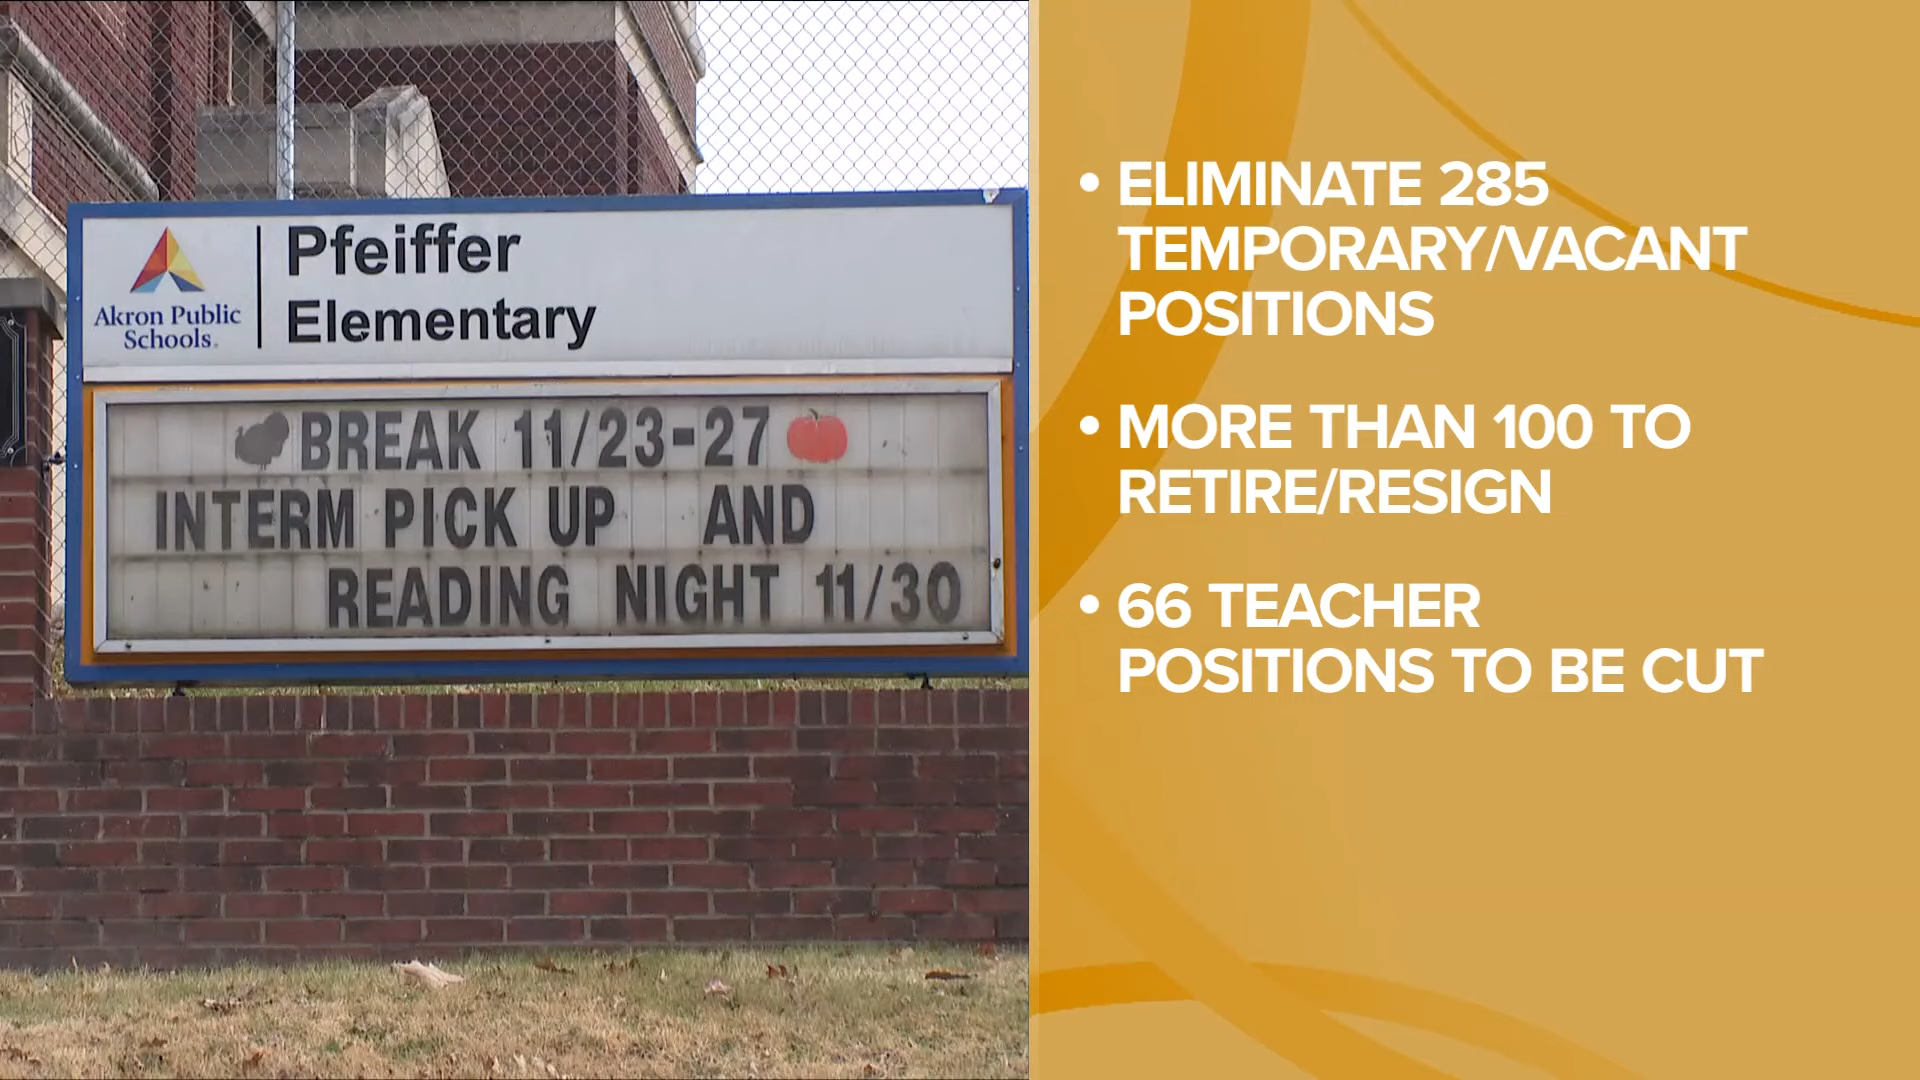 Pfeiffer
Elementary
Akron Public
Schools
BREAK 11/23-27
INTERM PICK UP AND
READING NIGHT 11/30
• ELIMINATE 285
TEMPORARY/VACANT
POSITIONS
• MORE THAN 100 TO
RETIRE/RESIGN
• 66 TEACHER
POSITIONS TO BE CUT